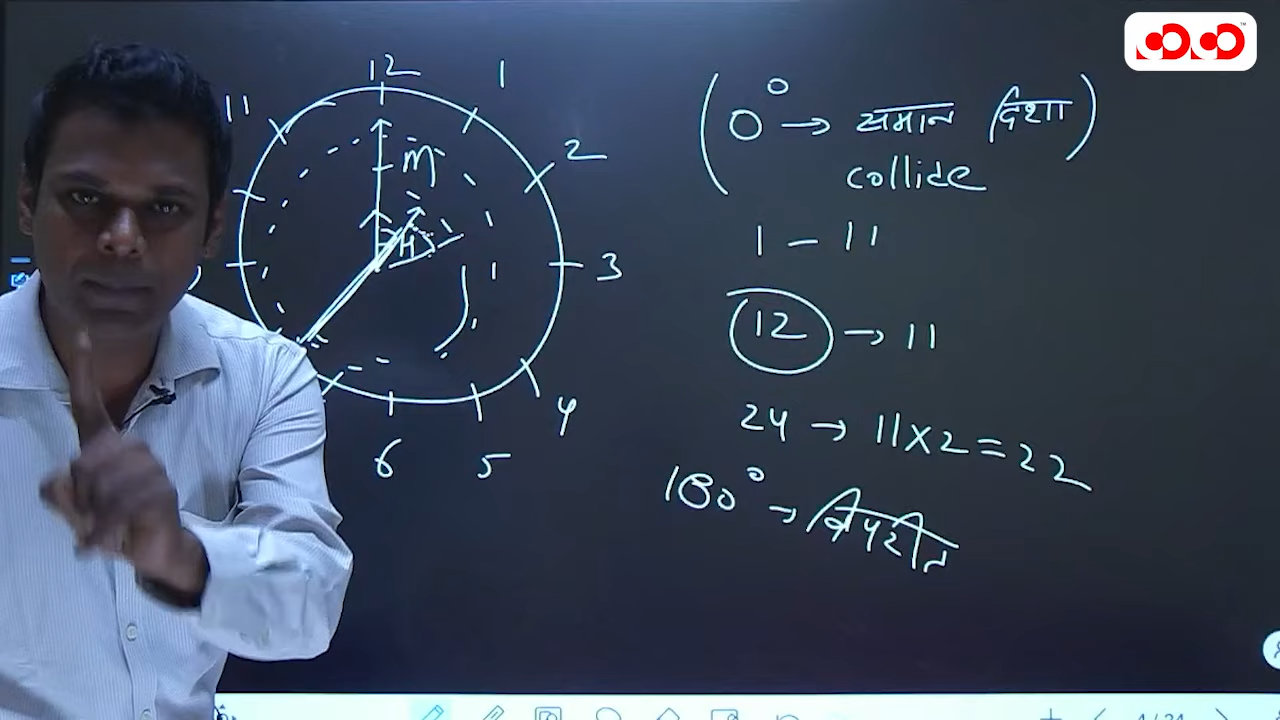 12
1
11
2
3
4
5
6
M
H
(0° → समान दिशा)
collide
1 – 11
12 → 11
24 → 11×2=22
180° → विपरीत